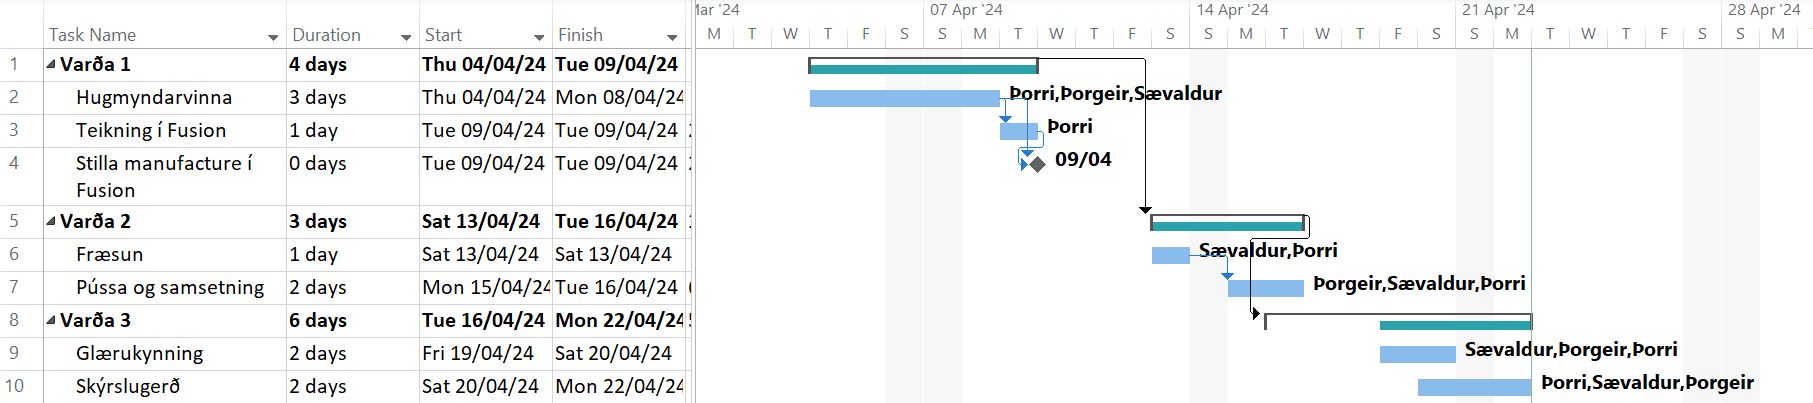 Mar '24 07 Apr '24 14 Apr '24 21 Apr '24 28 Apr '24
Task Name Duration Start Finish M T W T F S S M T W T F S S M T W T F S S M T W T F S S M
1 Varða 1 4 days Thu 04/04/24 Tue 09/04/24
2 Hugmyndarvinna 3 days Thu 04/04/24 Mon 08/04/24 Þorri,Þorgeir,Sævaldur
3 Teikning í Fusion 1 day Tue 09/04/24 Tue 09/04/24 Þorri
4 Stilla manufacture í 0 days Tue 09/04/24 Tue 09/04/24 09/04
Fusion
5 Varða 2 3 days Sat 13/04/24 Tue 16/04/24
6 Fræsun 1 day Sat 13/04/24 Sat 13/04/24 Sævaldur,Þorri
7 Pússa og samsetning 2 days Mon 15/04/24 Tue 16/04/24 Þorgeir,Sævaldur,Þorri
8 Varða 3 6 days Tue 16/04/24 Mon 22/04/24
9 Glærukynning 2 days Fri 19/04/24 Sat 20/04/24 Sævaldur,Þorgeir,Þorri
10 Skýrslugerð 2 days Sat 20/04/24 Mon 22/04/24 Þorri,Sævaldur,Þorgeir